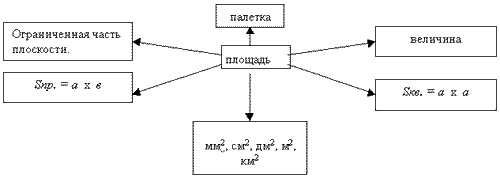 палетка
Ограниченная часть
плоскости.
величина
площадь
Sпр. = а х в
Sкв. = а х а
мм², см², дм², м²,
км²